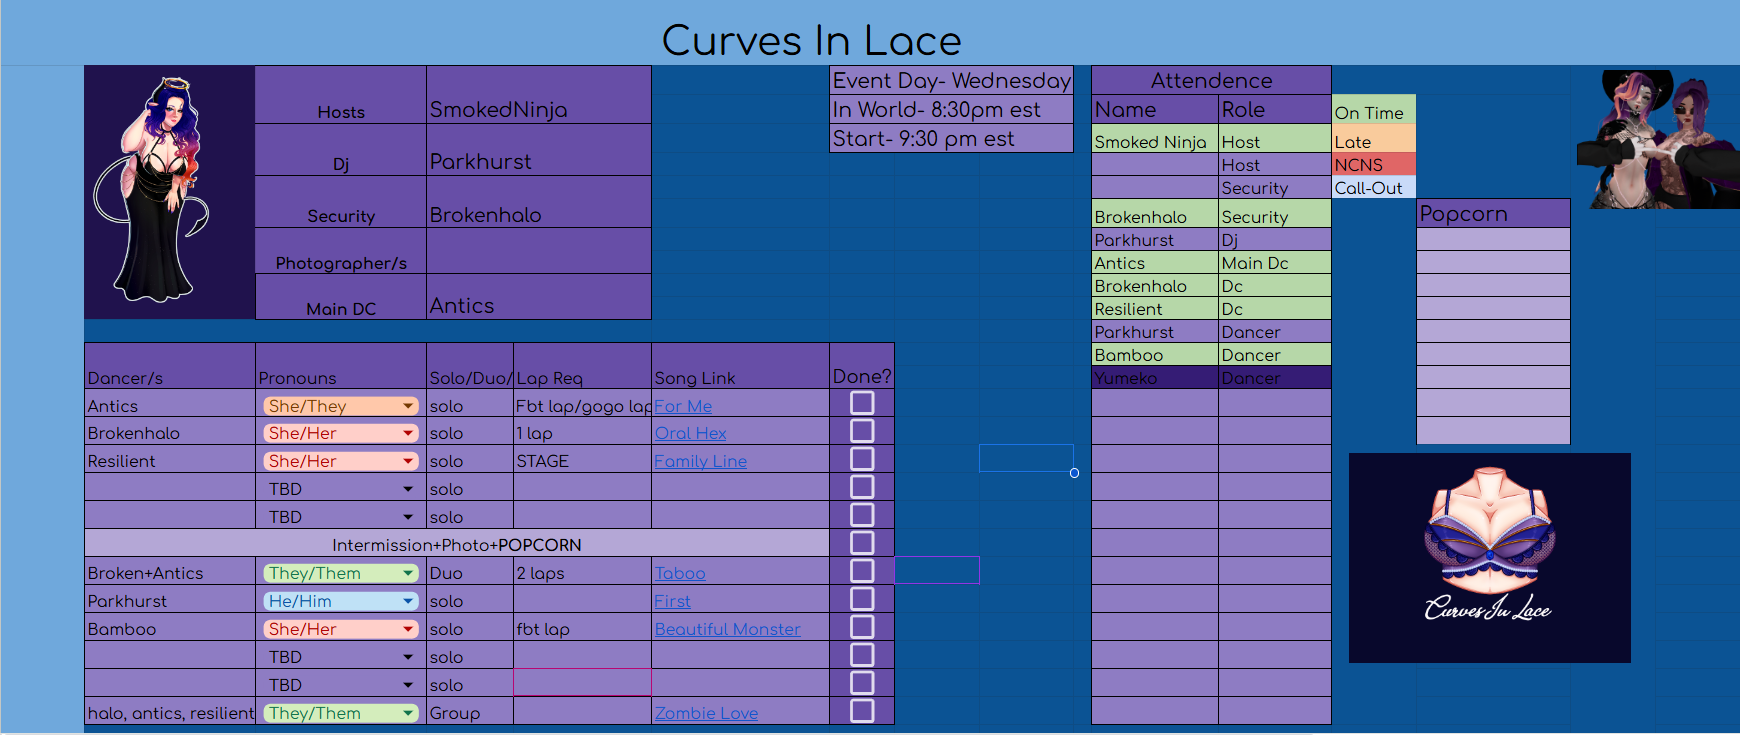 Curves In Lace
Hosts SmokedNinja
Dj Parkhurst
Security Brokenhalo
Photographer/s
Main DC Antics
Event Day- Wednesday
In World- 8:30pm est
Start- 9:30 pm est
Attendence
Name Role
Smoked Ninja Host
Host
Security
Brokenhalo Security
Parkhurst Dj
Antics Main Dc
Brokenhalo Dc
Resilient Dc
Parkhurst Dancer
Bamboo Dancer
Yumeko Dancer
On Time
Late
NCNS
Call-Out
Popcorn
Dancer/s Pronouns Solo/Duo/ Lap Req Song Link Done?
Antics She/They solo Fbt lap/gogo lap For Me
Brokenhalo She/Her solo 1 lap Oral Hex
Resilient She/Her solo STAGE Family Line
TBD solo
TBD solo
Intermission+Photo+POPCORN
Broken+Antics They/Them Duo 2 laps Taboo
Parkhurst He/Him solo First
Bamboo She/Her solo fbt lap Beautiful Monster
TBD solo
TBD solo
halo, antics, resilient They/Them Group Zombie Love
Curves In Lace